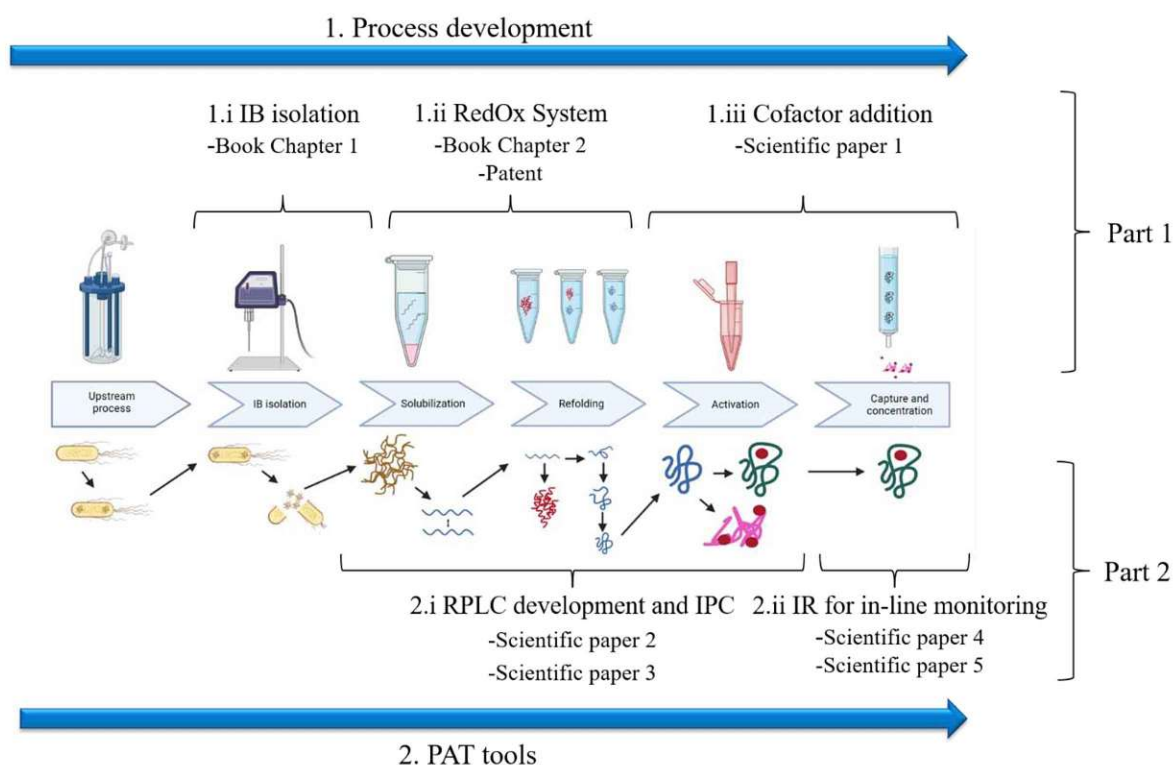 1. Process development
1.i IB isolation
-Book Chapter 1
1.ii RedOx System
-Book Chapter 2
-Patent
1.iii Cofactor addition
-Scientific paper 1
Part 1
Upstream
process
IB isolation
Solubilization
Refolding
Activation
Capture and
concentration
Part 2
2.i RPLC development and IPC
-Scientific paper 2
-Scientific paper 3
2.ii IR for in-line monitoring
-Scientific paper 4
-Scientific paper 5
2. PAT tools